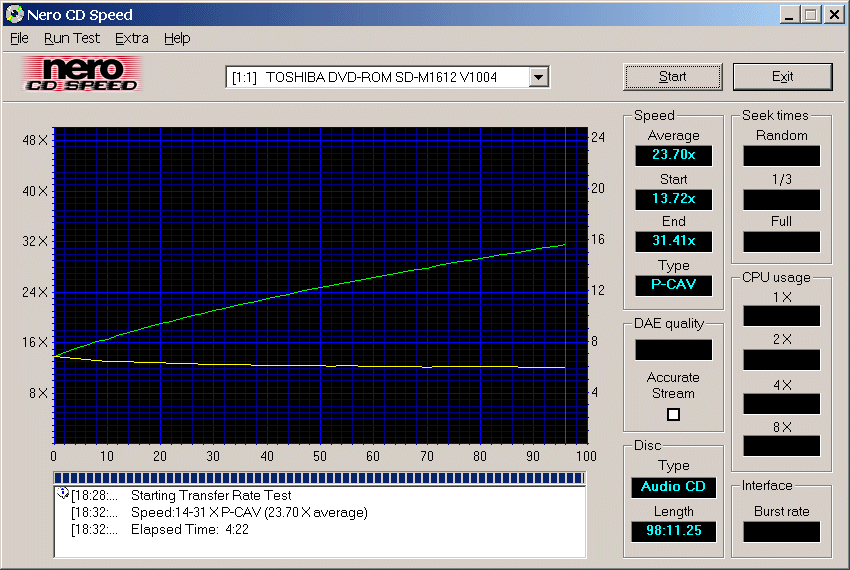 Nero CD Speed
File Run Test Extra Help
nero
CD SPEED
[1:1] TOSHIBA DVD-ROM SD-M1612 V1004
Start
Exit
48 X
40 X
32 X
24 X
16 X
8 X
24
20
16
12
8
4
0 10 20 30 40 50 60 70 80 90 100
[18:28:... Starting Transfer Rate Test
[18:32:... Speed:14-31 X P-CAV (23.70 X average)
[18:32:... Elapsed Time: 4:22
Speed
Average
23.70x
Start
13.72x
End
31.41x
Type
P-CAV
DAE quality
Accurate
Stream
Disc
Type
Audio CD
Length
98:11.25
Seek times
Random
1/3
Full
CPU usage
1 X
2 X
4 X
8 X
Interface
Burst rate